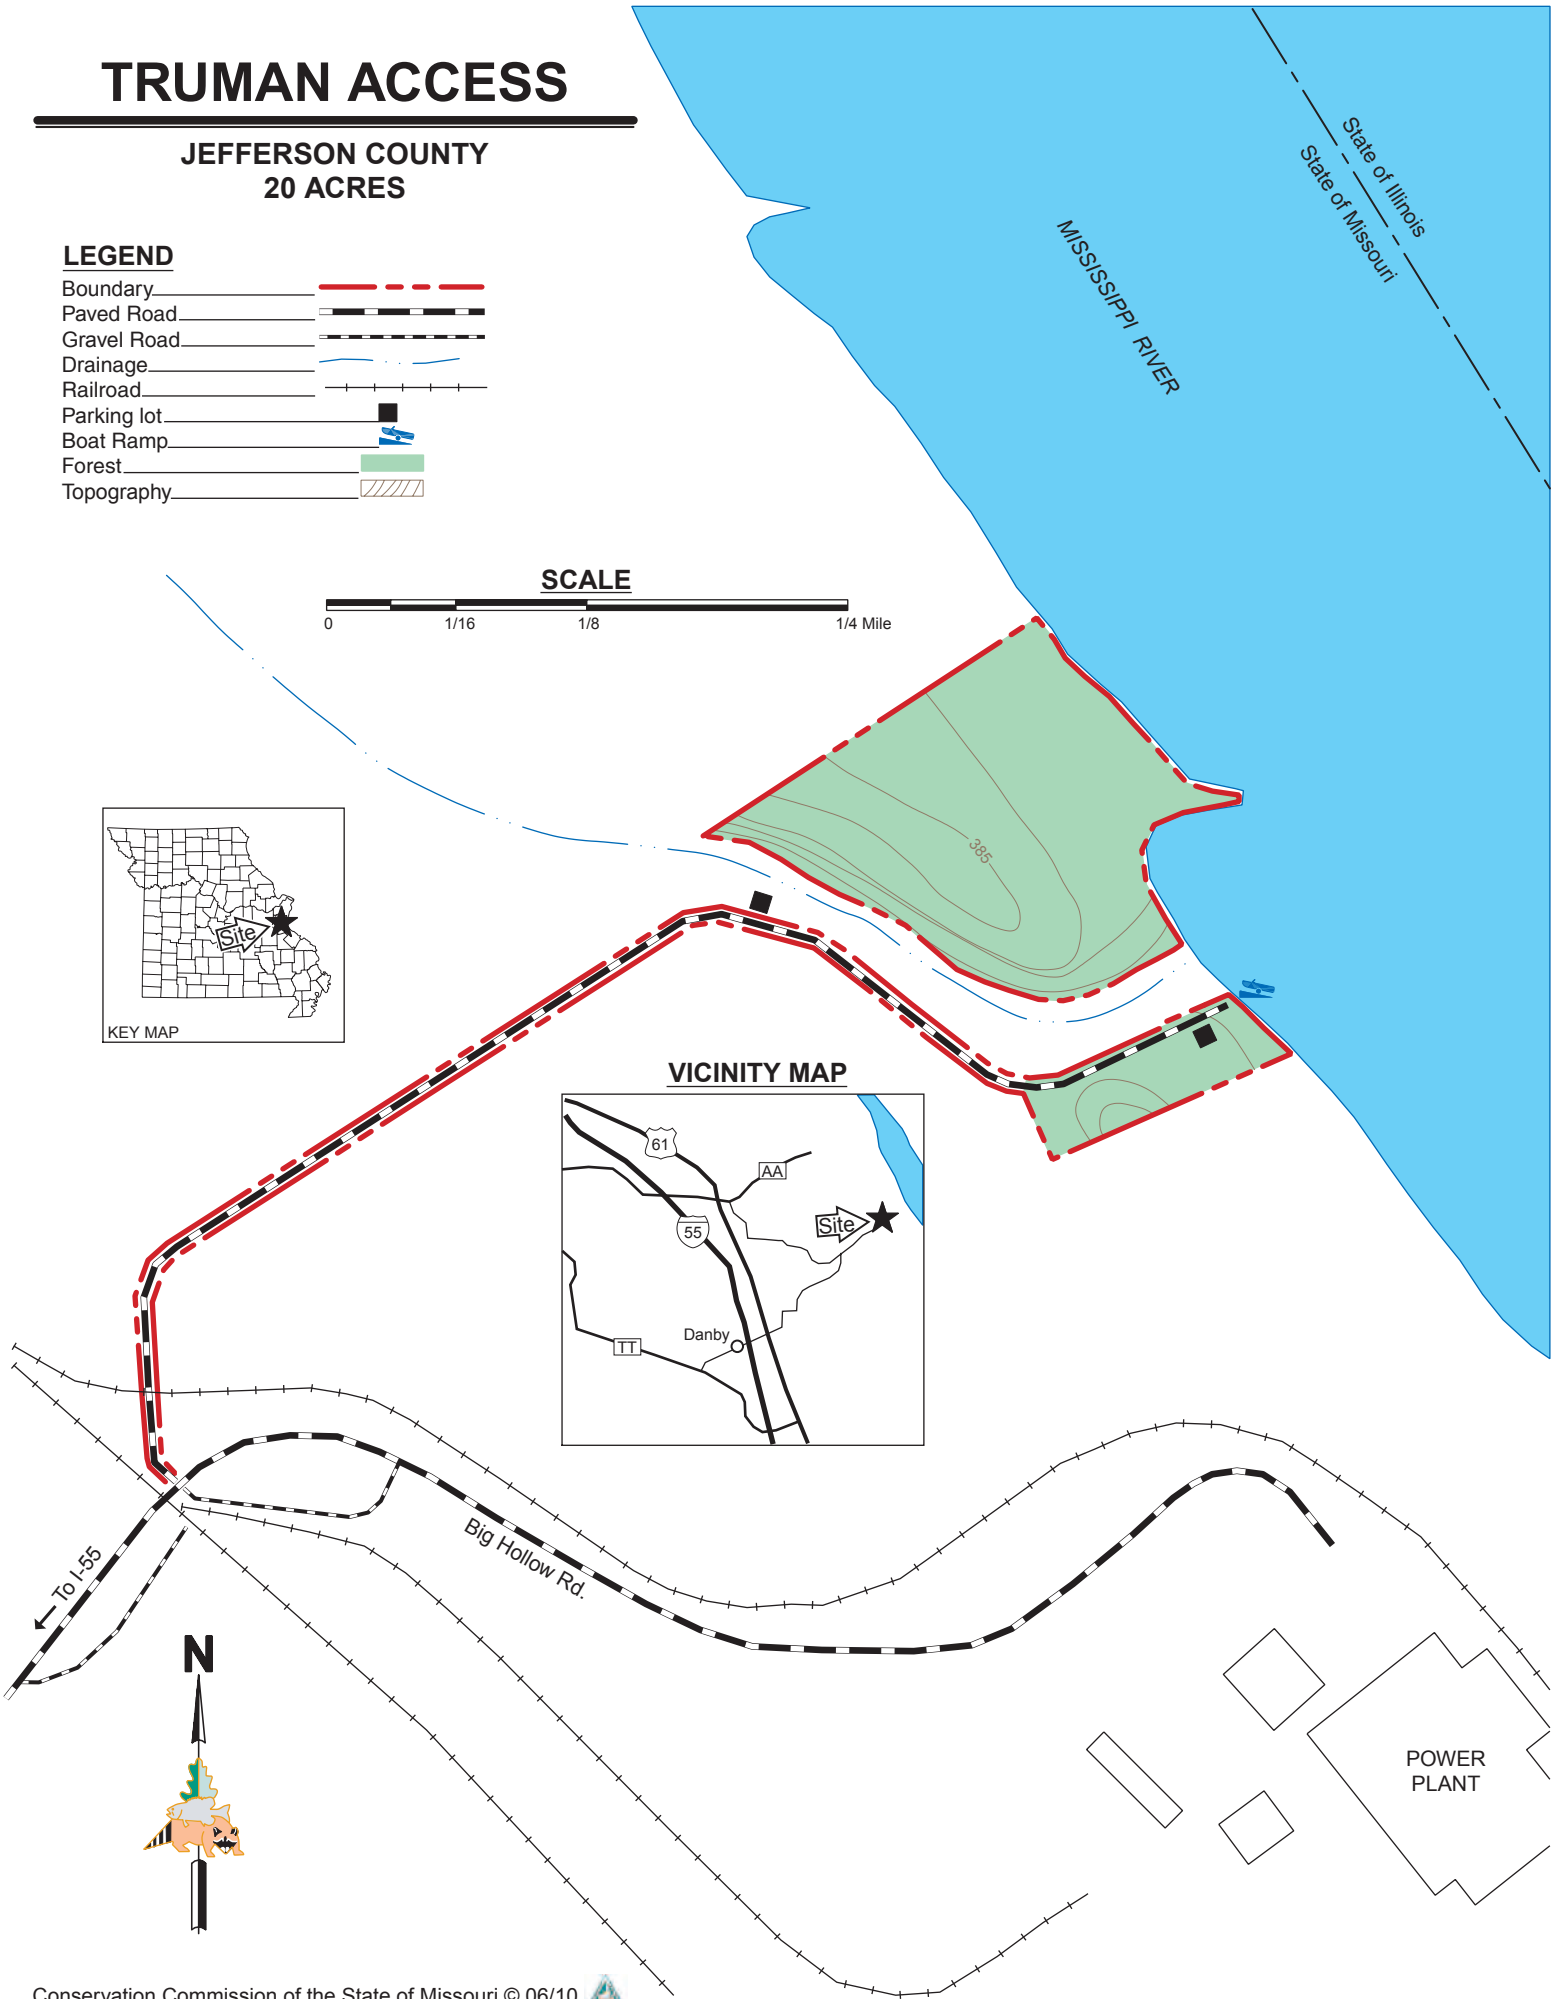 TRUMAN ACCESS
JEFFERSON COUNTY
20 ACRES
LEGEND
Boundary
Paved Road
Gravel Road
Drainage
Railroad
Parking lot
Boat Ramp
Forest
Topography
State of Illinois
State of Missouri
MISSISSIPPI RIVER
SCALE
0 1/16 1/8 1/4 Mile
385
Site
KEY MAP
VICINITY MAP
61
AA
55
Site
Danby
TT
Big Hollow Rd.
To I-55
N
POWER
PLANT
Conservation Commission of the State of Missouri © 06/10